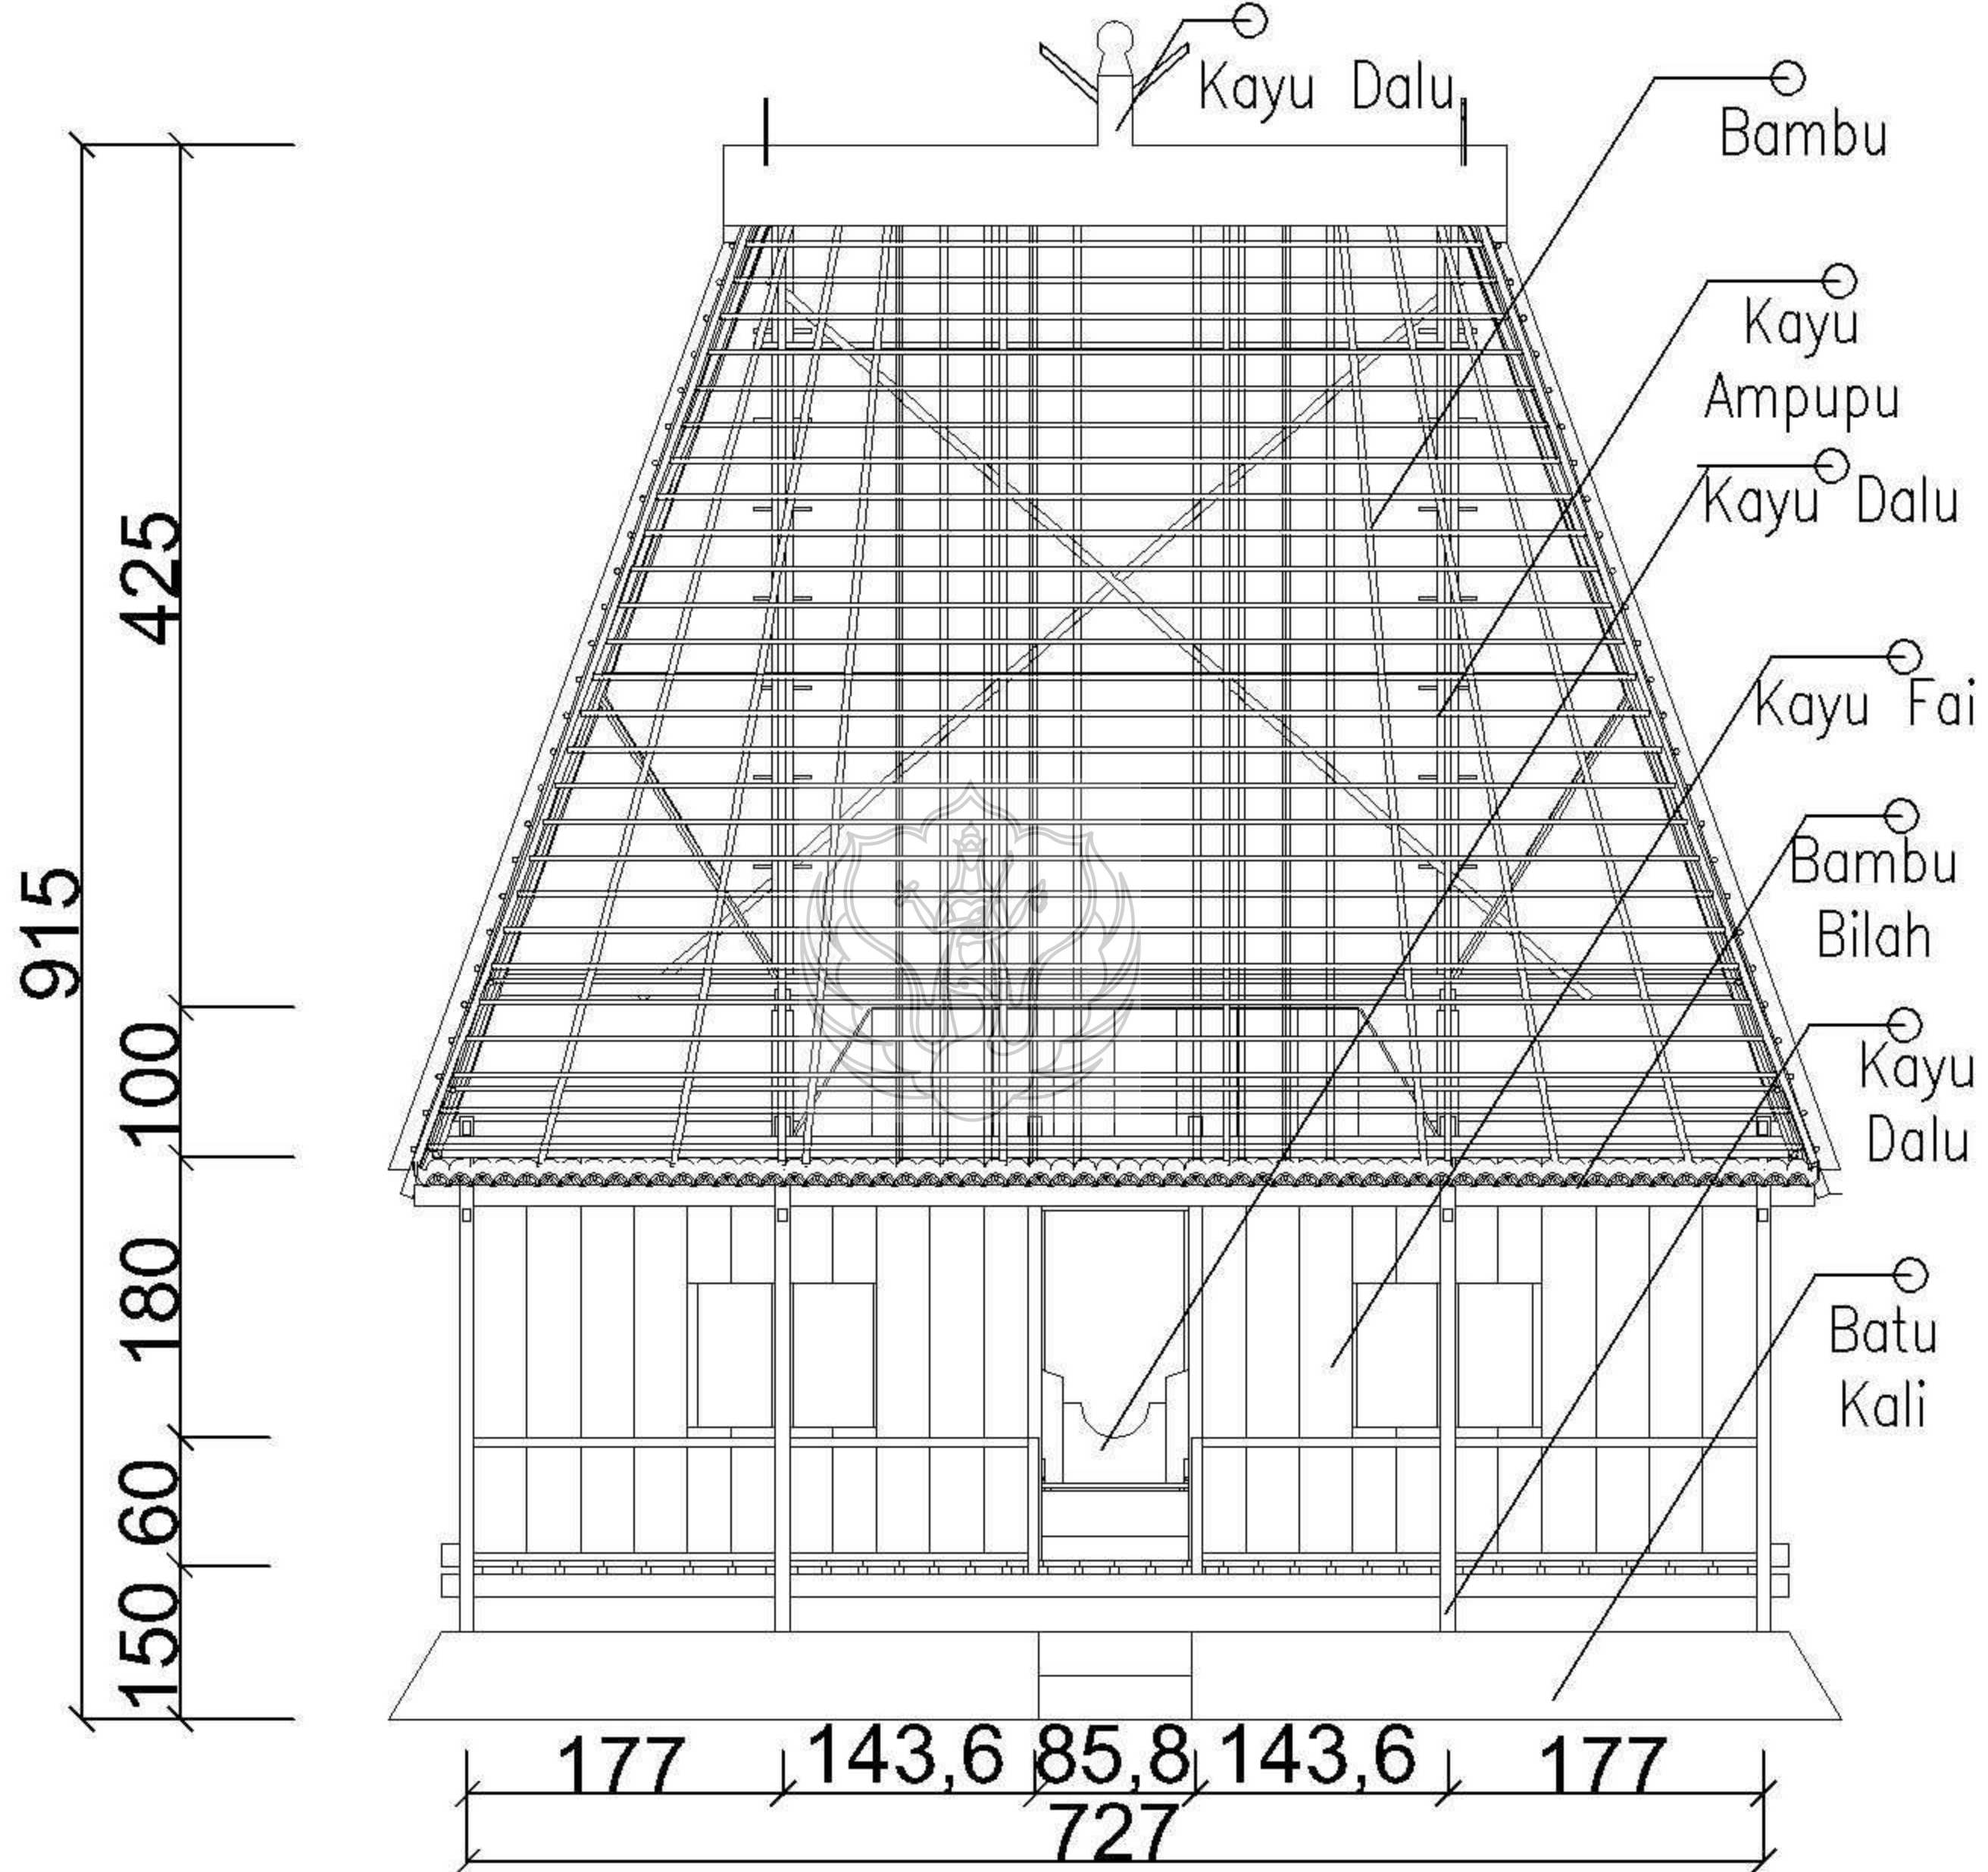 Kayu Dalu
Bambu
Kayu
Ampupu
Kayu Dalu
Kayu Fai
Bambu
Bilah
Kayu
Dalu
Batu
Kali
915
425
100
180
60
150
177
143,6
85,8
143,6
177
727